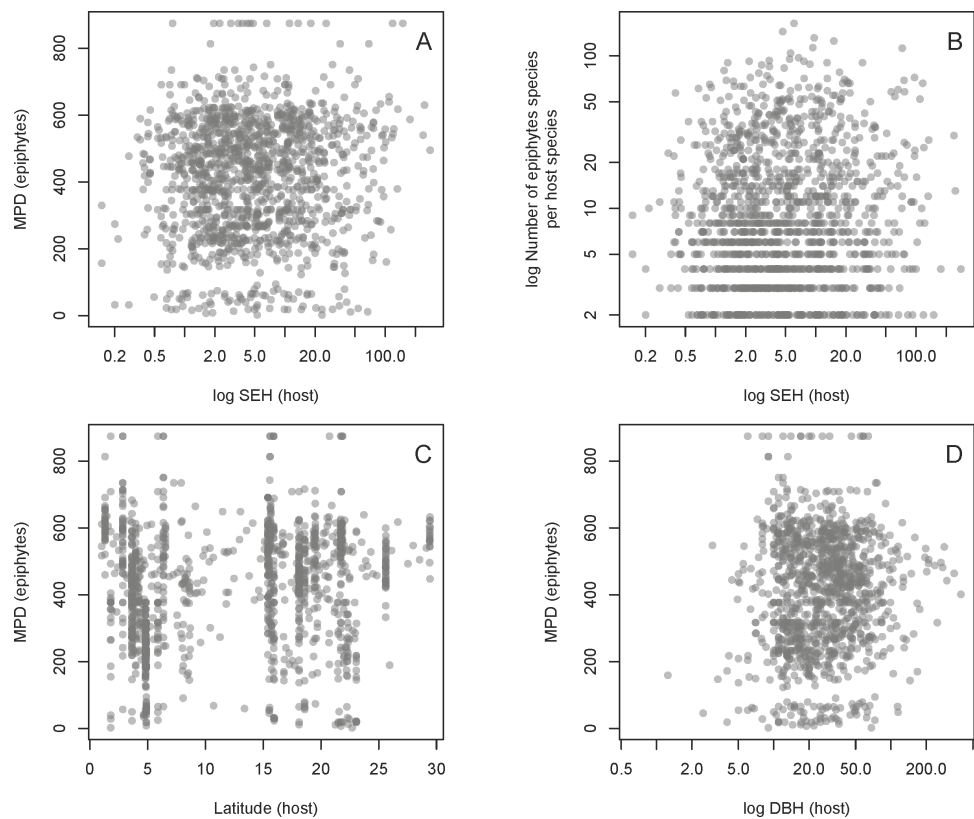 A
MPD (epiphytes)
0 200 400 600 800
0.2 0.5 2.0 5.0 20.0 100.0
log SEH (host)
B
log Number of epiphytes species
per host species
2 5 10 20 50 100
0.2 0.5 2.0 5.0 20.0 100.0
log SEH (host)
C
MPD (epiphytes)
0 200 400 600 800
0 5 10 15 20 25 30
Latitude (host)
D
MPD (epiphytes)
0 200 400 600 800
0.5 2.0 5.0 20.0 50.0 200.0
log DBH (host)